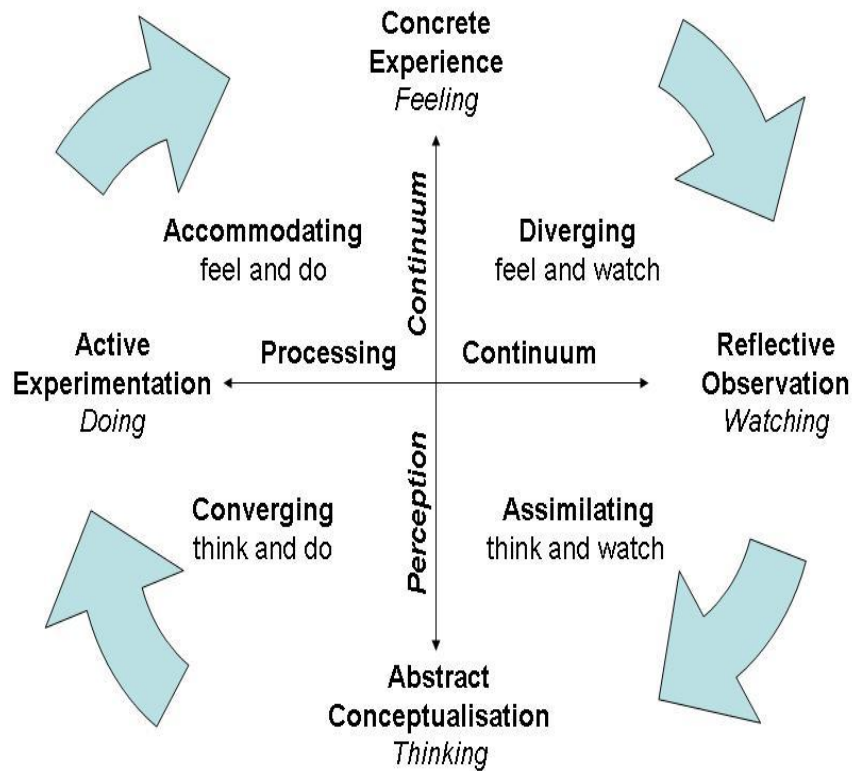 Concrete
Experience
Feeling
Continuum
Accommodating
feel and do
Diverging
feel and watch
Active
Experimentation
Doing
Processing
Continuum
Reflective
Observation
Watching
Perception
Converging
think and do
Assimilating
think and watch
Abstract
Conceptualisation
Thinking